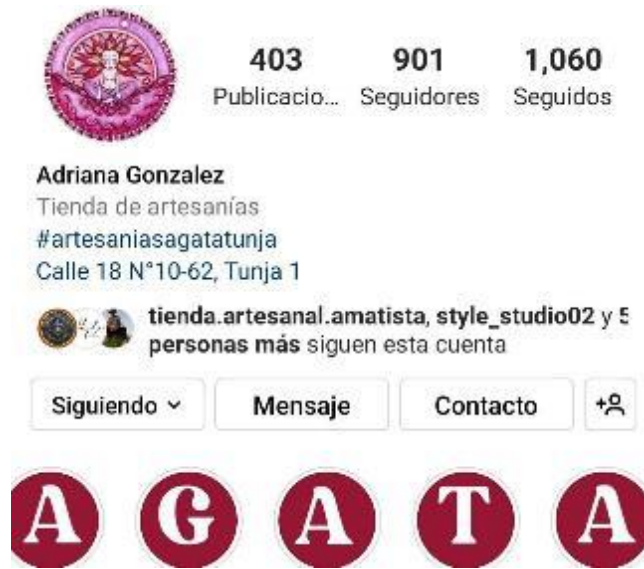 403 901 1,060
Publicacio... Seguidores Seguidos
Adriana Gonzalez
Tienda de artesanías
#artesaniasagatatunja
Calle 18 N°10-62, Tunja 1
tienda.artesanal.amatista, style_studio02 y 5
personas más siguen esta cuenta
Siguiendo Mensaje Contacto
A G A T A